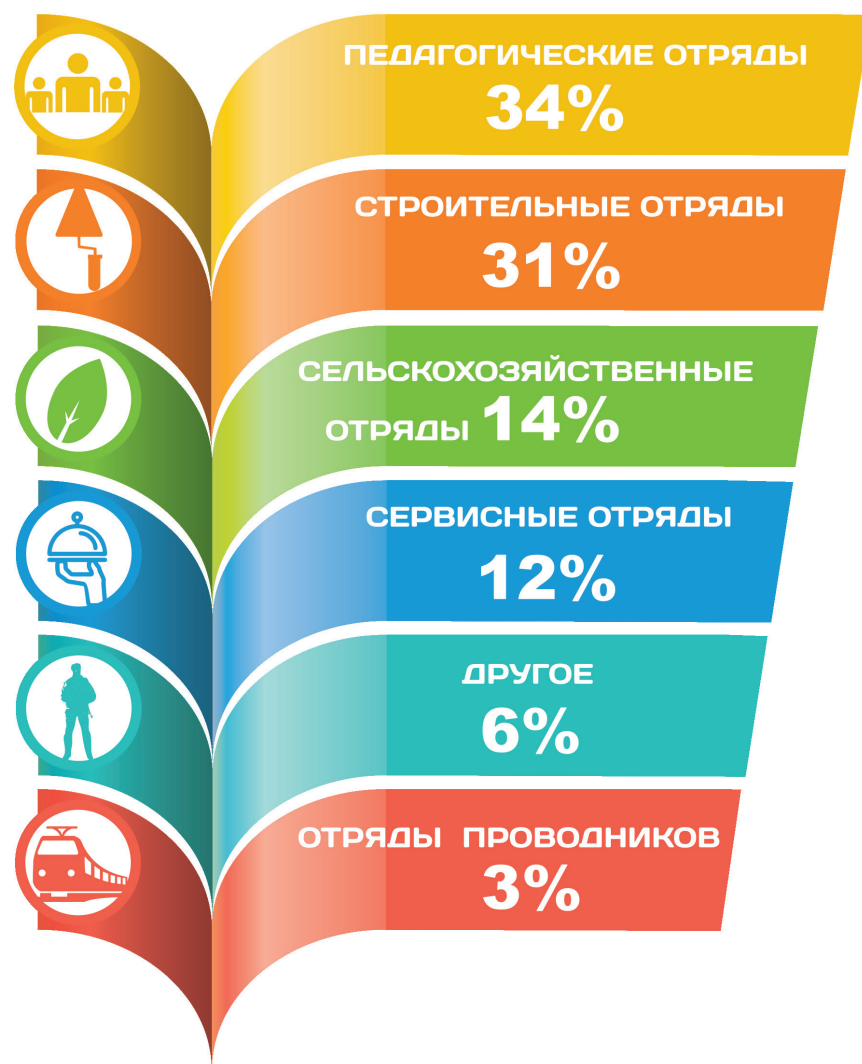 ПЕДАГОГИЧЕСКИЕ ОТРЯДЫ
34%
СТРОИТЕЛЬНЫЕ ОТРЯДЫ
31%
СЕЛЬСКОХОЗЯЙСТВЕННЫЕ
ОТРЯДЫ 14%
СЕРВИСНЫЕ ОТРЯДЫ
12%
ДРУГОЕ
6%
ОТРЯДЫ ПРОВОДНИКОВ
3%